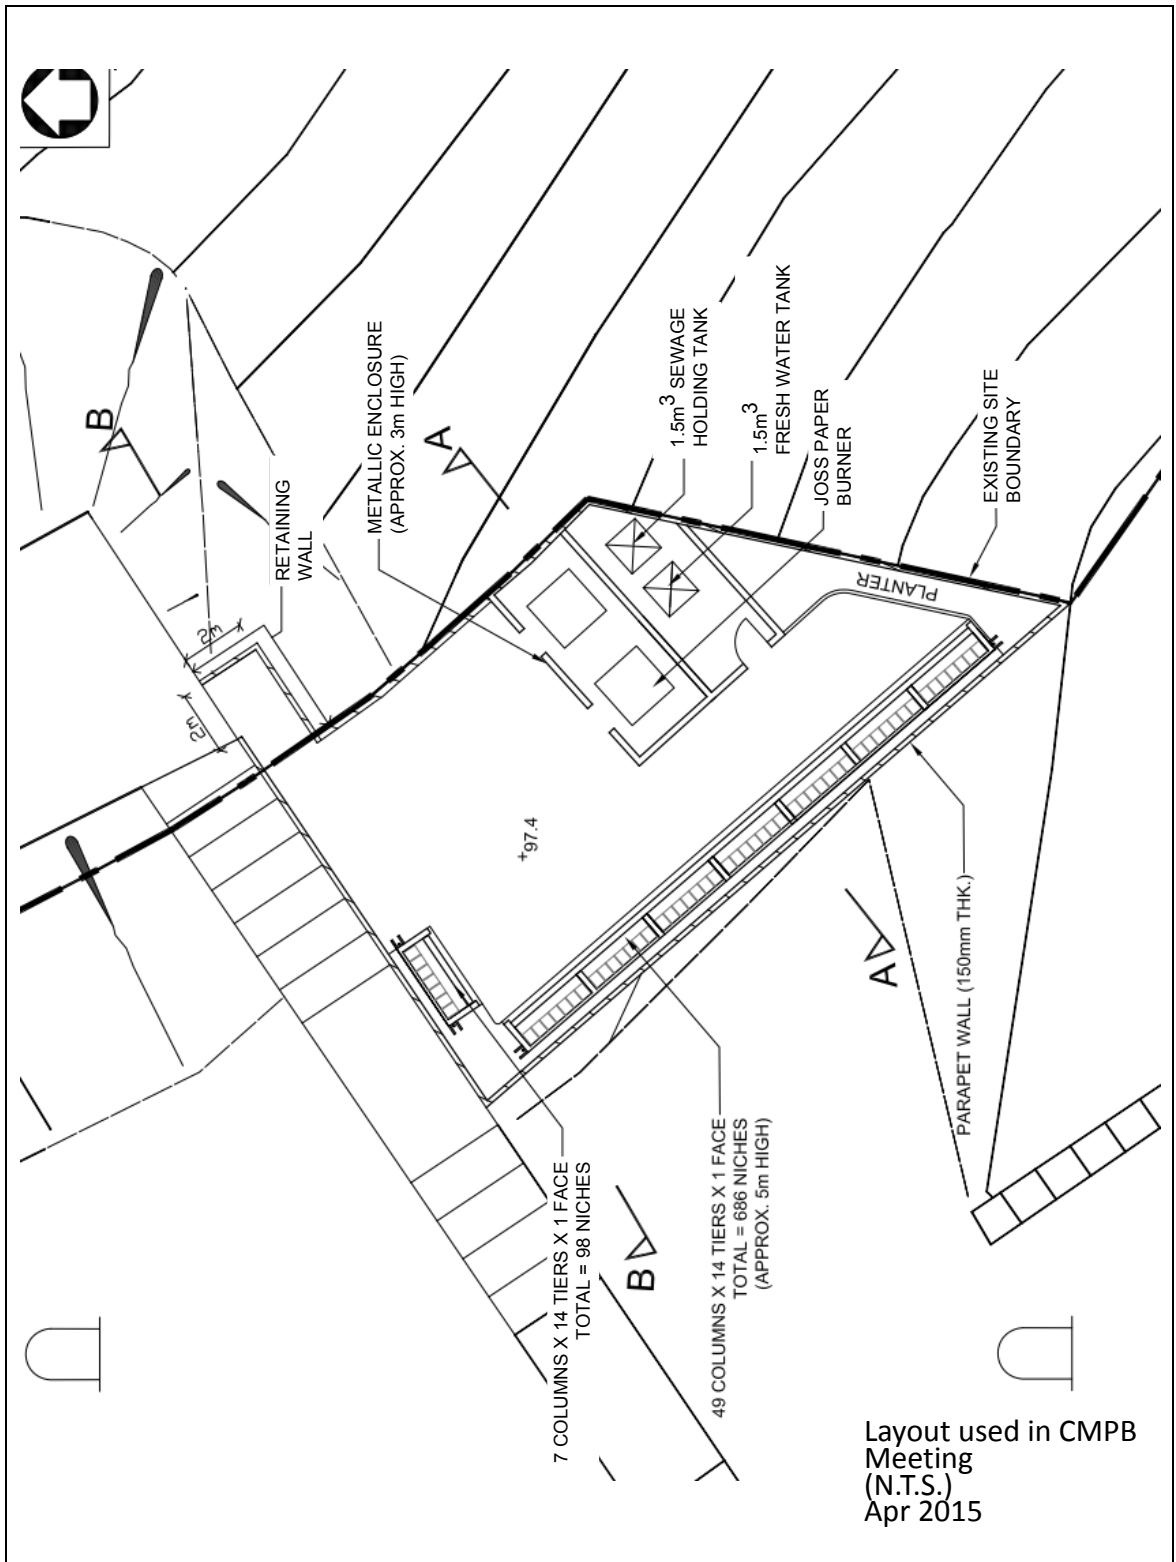 B
RETAINING
WALL
METALLIC ENCLOSURE
(APPROX. 3m HIGH)
A
1.5m³ SEWAGE
HOLDING TANK
1.5m³
FRESH WATER TANK
JOSS PAPER
BURNER
EXISTING SITE
BOUNDARY
2m
2m
PLANTER
+97.4
7 COLUMNS X 14 TIERS X 1 FACE
TOTAL = 98 NICHES
B
49 COLUMNS X 14 TIERS X 1 FACE
TOTAL = 686 NICHES
(APPROX. 5m HIGH)
A
PARAPET WALL (150mm THK.)
Layout used in CMPB
Meeting
(N.T.S.)
Apr 2015